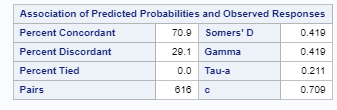 Association of Predicted Probabilities and Observed Responses
Percent Concordant 70.9 Somers' D 0.419
Percent Discordant 29.1 Gamma 0.419
Percent Tied 0.0 Tau-a 0.211
Pairs 616 c 0.709